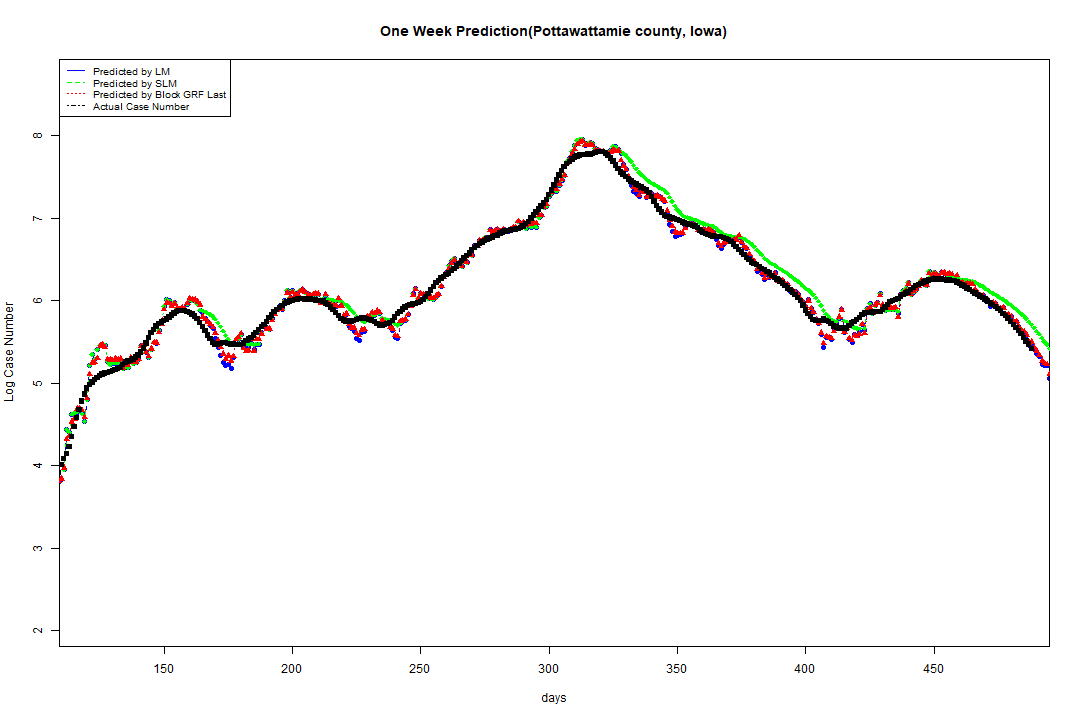 One Week Prediction(Pottawattamie county, Iowa)
Predicted by LM
Predicted by SLM
Predicted by Block GRF Last
Actual Case Number
Log Case Number
8
7
6
5
4
3
2
150 200 250 300 350 400 450
days